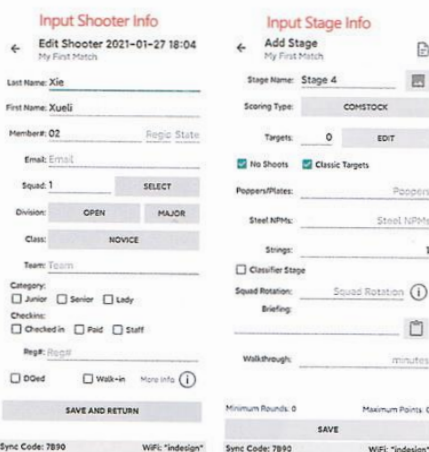 Input Shooter Info
← Edit Shooter 2021-01-27 18:04
My First Match
Last Name: Xie
First Name: Xueli
Member#: 02 Regio State
Email: Email
Squad: 1 SELECT
Division: OPEN MAJOR
Class: NOVICE
Team: Team
Category:
Junior Senior Lady
Checkins:
Checked in Paid Staff
Reg#: Reg#
DQed Walk-in More Info
SAVE AND RETURN
Sync Code: 7890 WiFi: "indesign"
Input Stage Info
← Add Stage
My First Match
Stage Name: Stage 4
Scoring Type: COMSTOCK
Targets: 0 EDIT
No Shoots Classic Targets
Poppers/Plates: Poppers
Steel NPMs: Steel NPMs
Strings: 1
Classifier Stage
Squad Rotation: Squad Rotation
Briefing:
Walkthrough: minutes
Minimum Rounds: 0 Maximum Points: 0
SAVE
Sync Code: 7890 WiFi: "indesign"